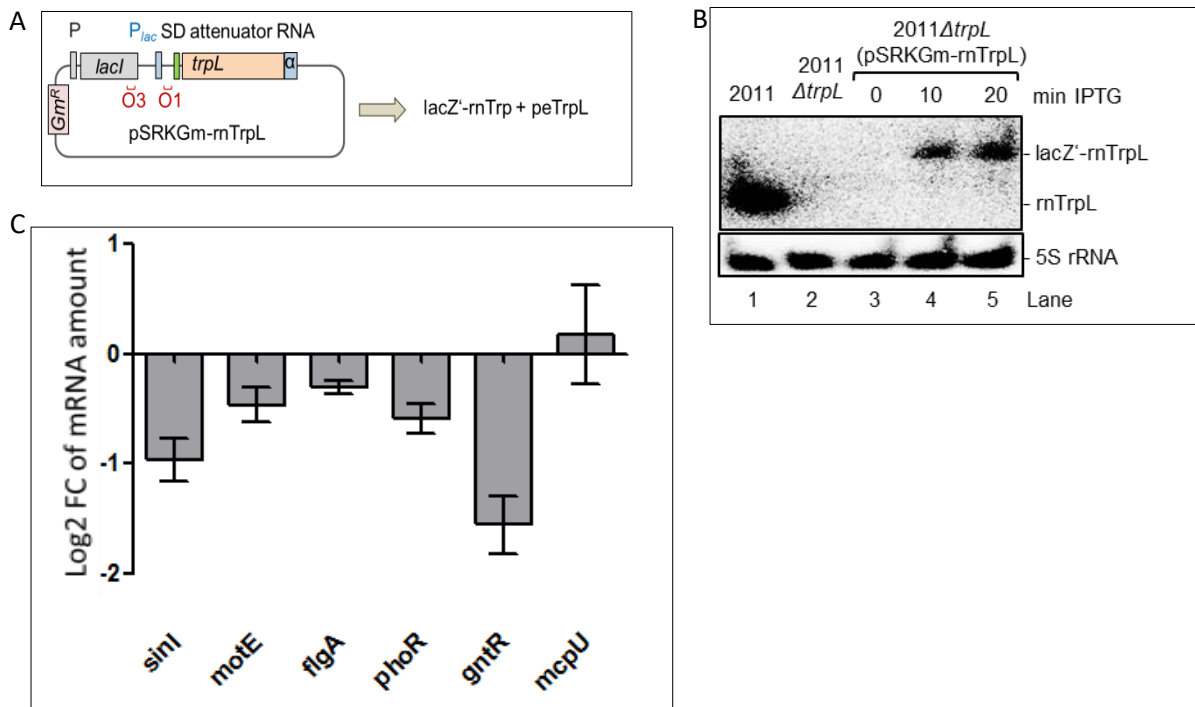 A
P
P lac SD attenuator RNA
lacI
trpL
α
GmR
O3
O1
pSRKGm-rnTrpL
lacZ‘-rnTrp + peTrpL
B
2011
2011
ΔtrpL
2011ΔtrpL
(pSRKGm-rnTrpL)
0 10 20 min IPTG
- lacZ‘-rnTrpL
- rnTrpL
- 5S rRNA
1 2 3 4 5 Lane
C
Log2 FC of mRNA amount
1
0
-1
-2
sinI
motE
flgA
phoR
gntR
mcpU